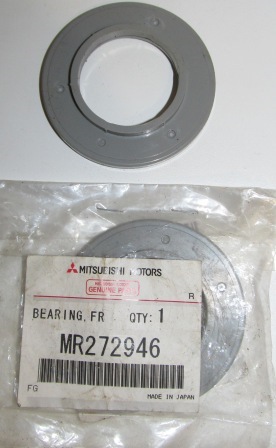 MITSUBISHI MOTORS
GENUINE PARTS
R
BEARING,FR QTY: 1
MR272946
FG
MADE IN JAPAN